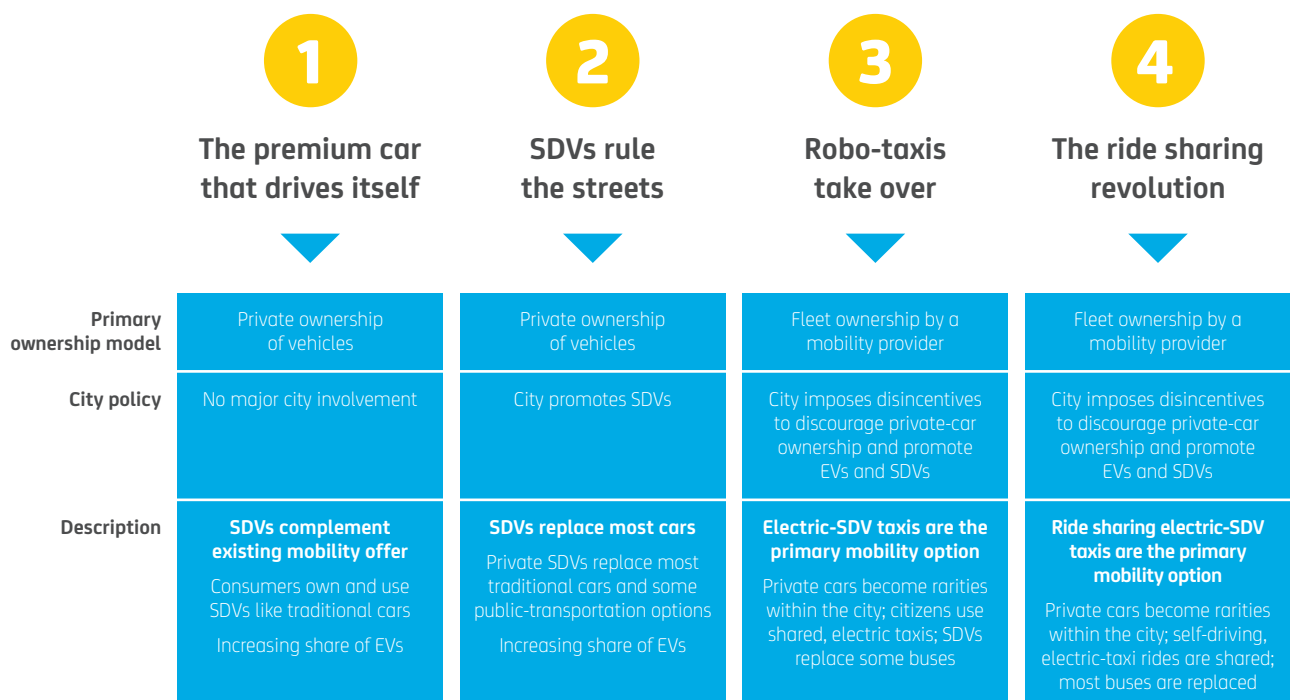 1
2
3
4
The premium car
that drives itself
SDVs rule
the streets
Robo-taxis
take over
The ride sharing
revolution
Primary
ownership model
Private ownership
of vehicles
Private ownership
of vehicles
Fleet ownership by a
mobility provider
Fleet ownership by a
mobility provider
City policy
No major city involvement
City promotes SDVs
City imposes disincentives
to discourage private-car
ownership and promote
EVs and SDVs
City imposes disincentives
to discourage private-car
ownership and promote
EVs and SDVs
Description
SDVs complement
existing mobility offer
Consumers own and use
SDVs like traditional cars
Increasing share of EVs
SDVs replace most cars
Private SDVs replace most
traditional cars and some
public-transportation options
Increasing share of EVs
Electric-SDV taxis are the
primary mobility option
Private cars become rarities
within the city; citizens use
shared, electric taxis; SDVs
replace some buses
Ride sharing electric-SDV
taxis are the primary
mobility option
Private cars become rarities
within the city; self-driving,
electric-taxi rides are shared;
most buses are replaced